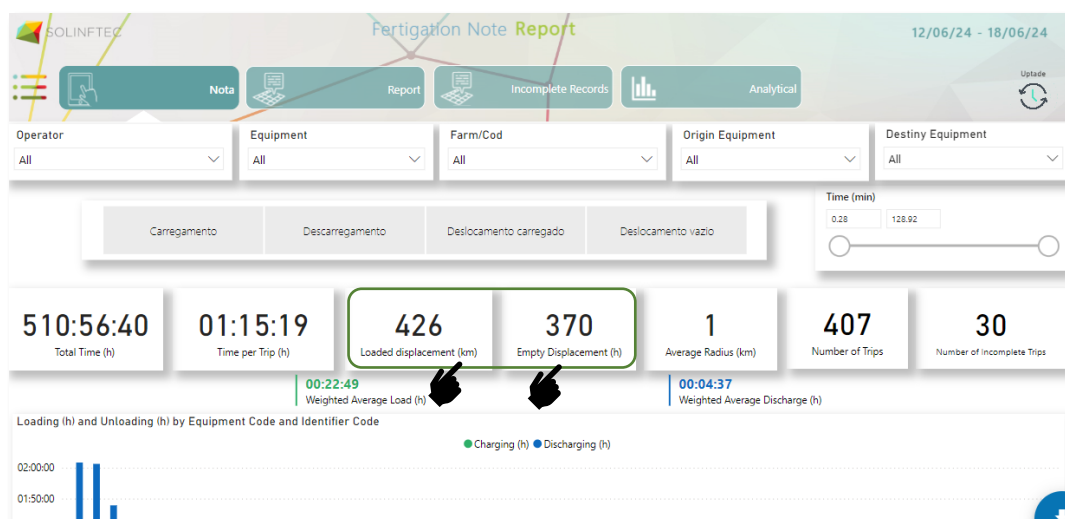 SOLINFTEC
Fertigation Note Report
12/06/24 - 18/06/24
Nota
Report
Incomplete Records
Analytical
Uptade
Operator
Equipment
Farm/Cod
Origin Equipment
Destiny Equipment
All
All
All
All
All
Time (min)
0.28
128.92
Carregamento
Descarregamento
Deslocamento carregado
Deslocamento vazio
510:56:40
01:15:19
426
370
1
407
30
Total Time (h)
Time per Trip (h)
Loaded displacement (km)
Empty Displacement (h)
Average Radius (km)
Number of Trips
Number of Incomplete Trips
00:22:49
Weighted Average Load (h)
00:04:37
Weighted Average Discharge (h)
Loading (h) and Unloading (h) by Equipment Code and Identifier Code
Charging (h) Discharging (h)
02:00:00
01:50:00